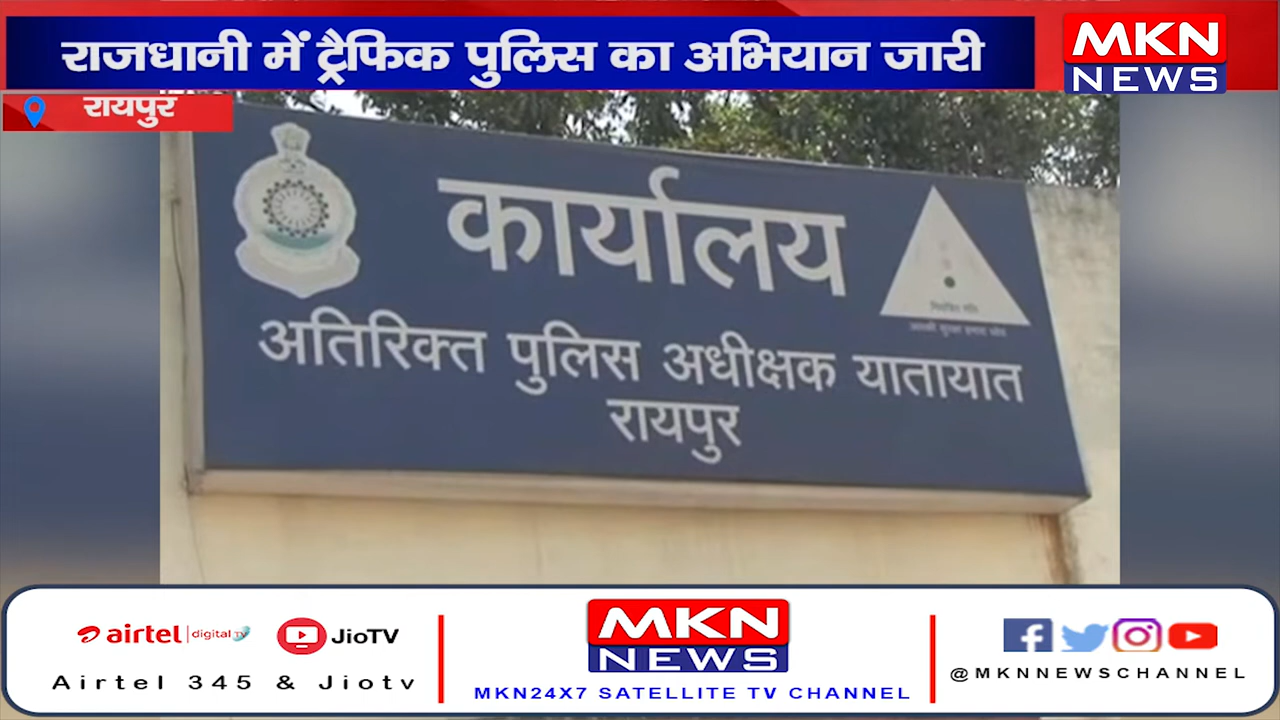 राजधानी में ट्रैफिक पुलिस का अभियान जारी
MKN
NEWS
रायपुर
कार्यालय
अतिरिक्त पुलिस अधीक्षक यातायात
रायपुर
airtel digital TV
JioTV
Airtel 345 & Jiotv
MKN
NEWS
MKN24X7 SATELLITE TV CHANNEL
@MKNNEWSCHANNEL